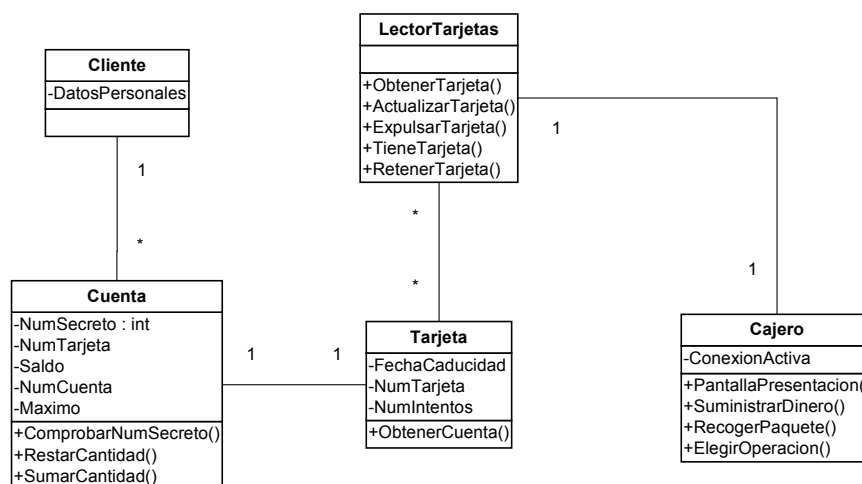 Cliente
-DatosPersonales
1
*
LectorTarjetas
+ObtenerTarjeta()
+ActualizarTarjeta()
+ExpulsarTarjeta()
+TieneTarjeta()
+RetenerTarjeta()
1
1
*
*
Cuenta
-NumSecreto : int
-NumTarjeta
-Saldo
-NumCuenta
-Maximo
+ComprobarNumSecreto()
+RestarCantidad()
+SumarCantidad()
1
1
Tarjeta
-FechaCaducidad
-NumTarjeta
-NumIntentos
+ObtenerCuenta()
Cajero
-ConexionActiva
+PantallaPresentacion()
+SuministrarDinero()
+RecogerPaquete()
+ElegirOperacion()